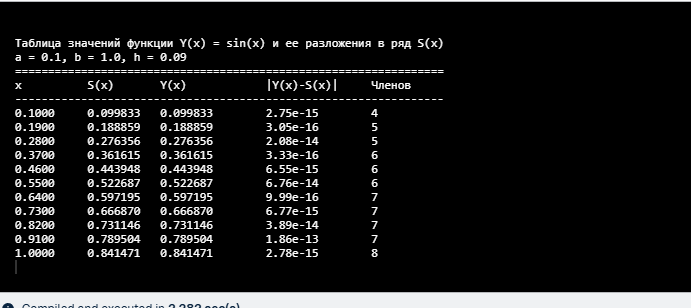 Таблица значений функции Y(x) = sin(x) и ее разложения в ряд S(x)
a = 0.1, b = 1.0, h = 0.09
=================================================================
x S(x) Y(x) |Y(x)-S(x)| Членов
-----------------------------------------------------------------
0.1000 0.099833 0.099833 2.75e-15 4
0.1900 0.188859 0.188859 3.05e-16 5
0.2800 0.276356 0.276356 2.08e-14 5
0.3700 0.361615 0.361615 3.33e-16 6
0.4600 0.443948 0.443948 6.55e-15 6
0.5500 0.522687 0.522687 6.76e-14 6
0.6400 0.597195 0.597195 9.99e-16 7
0.7300 0.666870 0.666870 6.77e-15 7
0.8200 0.731146 0.731146 3.89e-14 7
0.9100 0.789504 0.789504 1.86e-13 7
1.0000 0.841471 0.841471 2.78e-15 8
Compiled and executed in 2.282 sec(s)